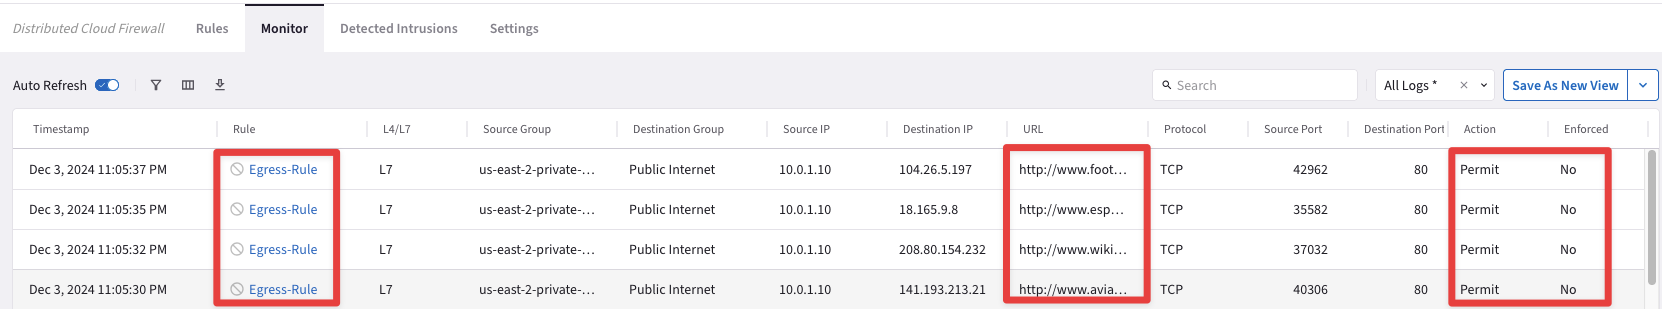 Distributed Cloud Firewall Rules Monitor Detected Intrusions Settings
Auto Refresh Search All Logs * Save As New View
Timestamp Rule L4/L7 Source Group Destination Group Source IP Destination IP URL Protocol Source Port Destination Port Action Enforced
Dec 3, 2024 11:05:37 PM Egress-Rule L7 us-east-2-private-... Public Internet 10.0.1.10 104.26.5.197 http://www.foot... TCP 42962 80 Permit No
Dec 3, 2024 11:05:35 PM Egress-Rule L7 us-east-2-private-... Public Internet 10.0.1.10 18.165.9.8 http://www.esp... TCP 35582 80 Permit No
Dec 3, 2024 11:05:32 PM Egress-Rule L7 us-east-2-private-... Public Internet 10.0.1.10 208.80.154.232 http://www.wiki... TCP 37032 80 Permit No
Dec 3, 2024 11:05:30 PM Egress-Rule L7 us-east-2-private-... Public Internet 10.0.1.10 141.193.213.21 http://www.avia... TCP 40306 80 Permit No